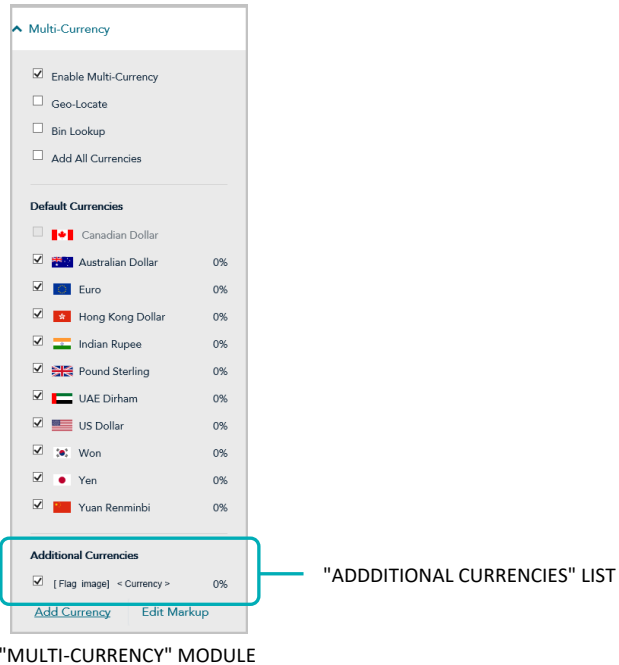 Multi-Currency
Enable Multi-Currency
Geo-Locate
Bin Lookup
Add All Currencies
Default Currencies
Canadian Dollar
Australian Dollar 0%
Euro 0%
Hong Kong Dollar 0%
Indian Rupee 0%
Pound Sterling 0%
UAE Dirham 0%
US Dollar 0%
Won 0%
Yen 0%
Yuan Renminbi 0%
Additional Currencies
[ Flag image] < Currency > 0%
"ADDDITIONAL CURRENCIES" LIST
Add Currency Edit Markup
"MULTI-CURRENCY" MODULE